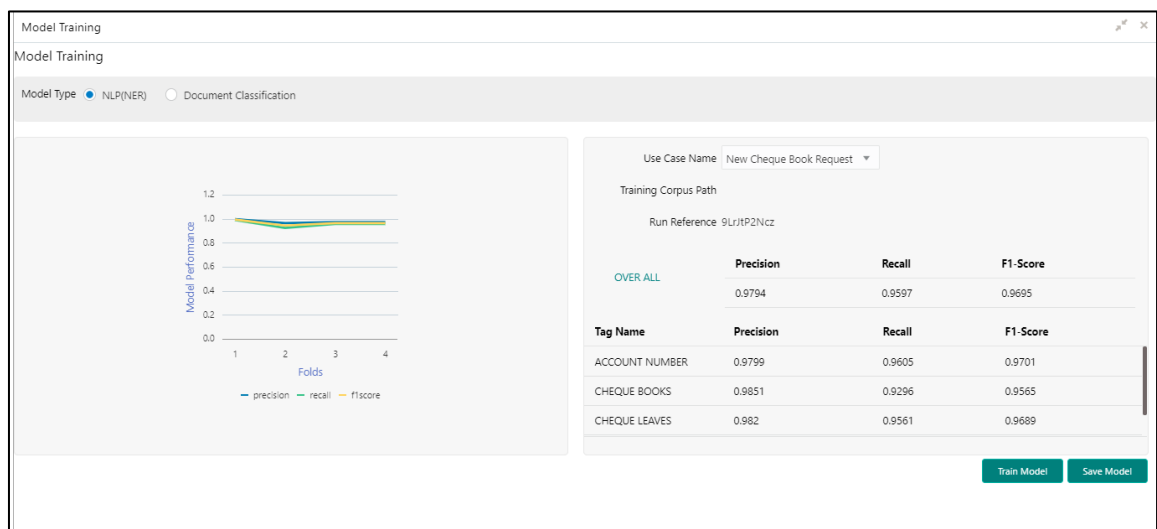 Model Training
Model Training
Model Type NLP(NER) Document Classification
1.2
1.0
0.8
0.6
0.4
0.2
0.0
Model Performance
1 2 3 4
Folds
precision recall f1score
Use Case Name New Cheque Book Request
Training Corpus Path
Run Reference 9LrJtP2Ncz
OVER ALL
Precision Recall F1-Score
0.9794 0.9597 0.9695
Tag Name Precision Recall F1-Score
ACCOUNT NUMBER 0.9799 0.9605 0.9701
CHEQUE BOOKS 0.9851 0.9296 0.9565
CHEQUE LEAVES 0.982 0.9561 0.9689
Train Model Save Model